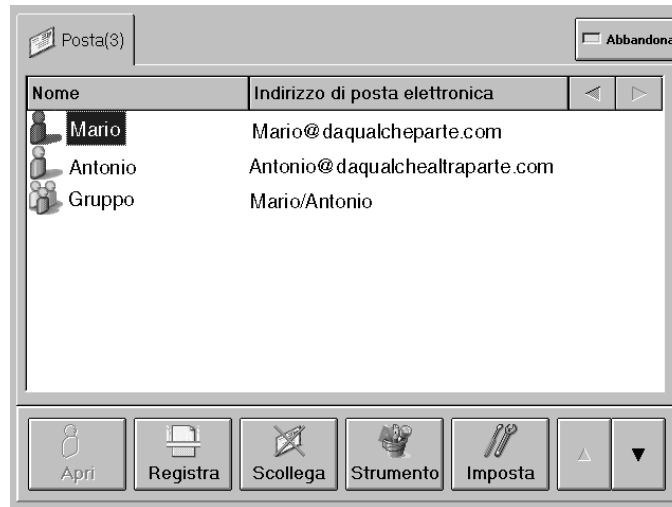 Posta(3)
Abbandona
Nome Indirizzo di posta elettronica
Mario Mario@daqualcheparte.com
Antonio Antonio@daqualchealtraparte.com
Gruppo Mario/Antonio
Apri Registra Scollega Strumento Imposta